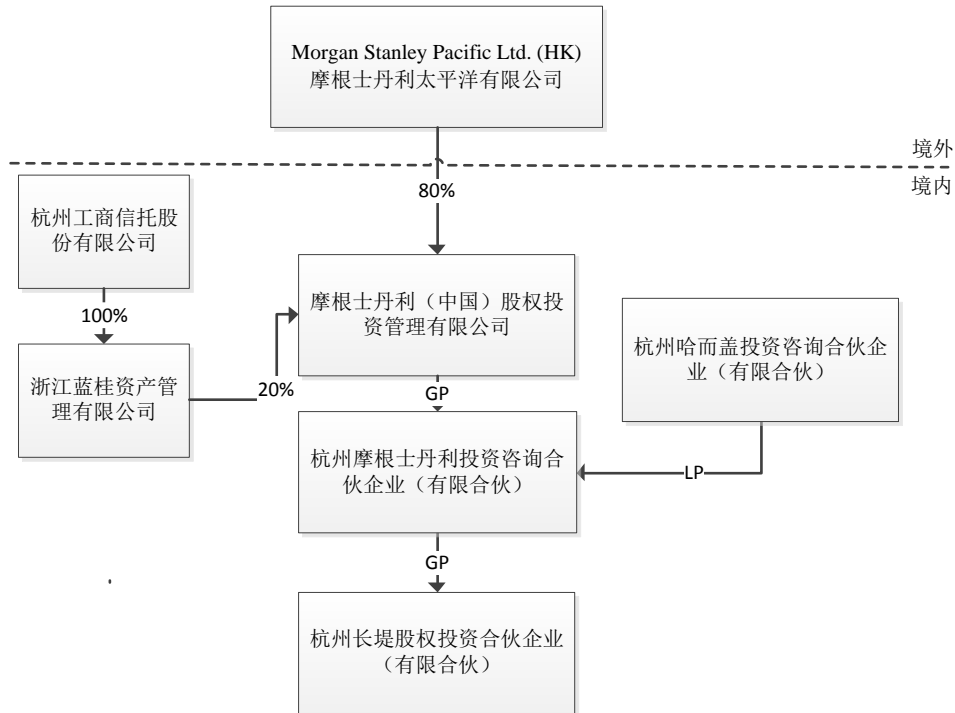 Morgan Stanley Pacific Ltd. (HK)
摩根士丹利太平洋有限公司
境外
境内
80%
杭州工商信托股
份有限公司
100%
浙江蓝桂资产管
理有限公司
20%
摩根士丹利（中国）股权投
资管理有限公司
杭州哈而盖投资咨询合伙企
业（有限合伙）
GP
杭州摩根士丹利投资咨询合
伙企业（有限合伙）
LP
GP
杭州长堤股权投资合伙企业
（有限合伙）